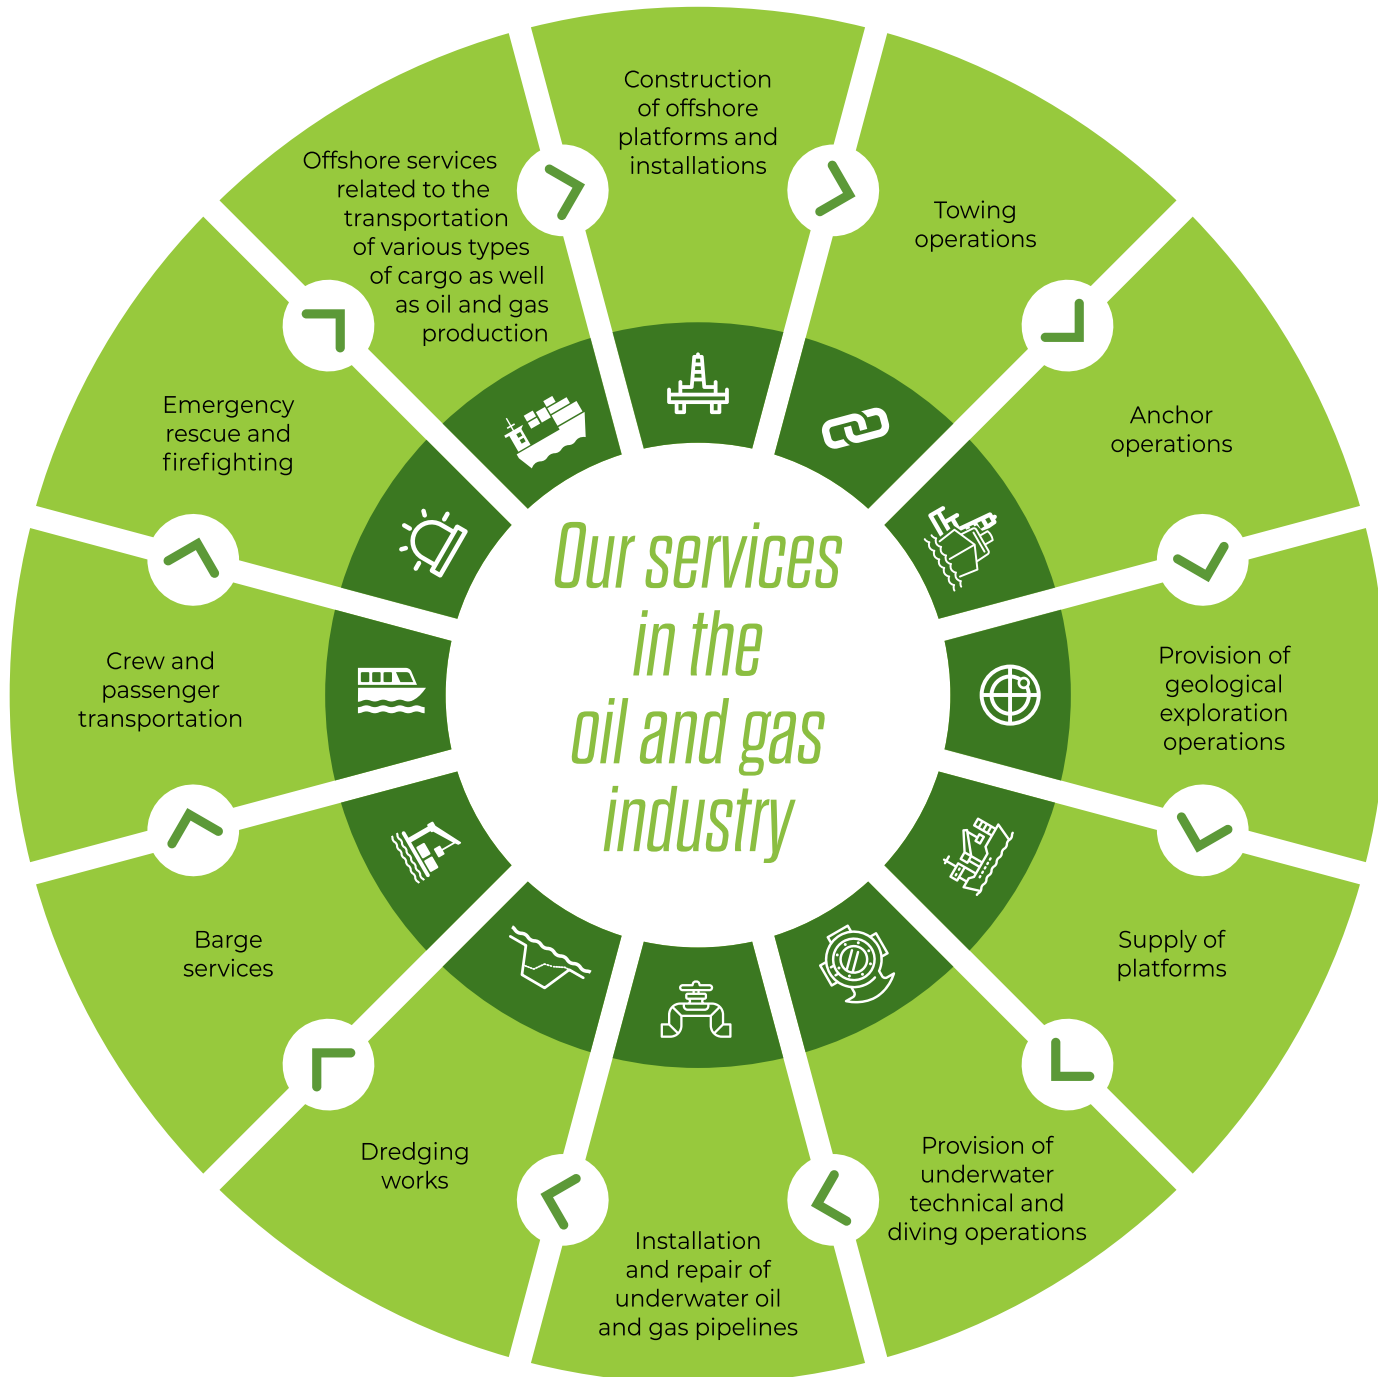 Our services
in the
oil and gas
industry
Construction
of offshore
platforms and
installations
Towing
operations
Anchor
operations
Provision of
geological
exploration
operations
Supply of
platforms
Provision of
underwater
technical and
diving operations
Installation
and repair of
underwater oil
and gas pipelines
Dredging
works
Barge
services
Crew and
passenger
transportation
Emergency
rescue and
firefighting
Offshore services
related to the
transportation
of various types
of cargo as well
as oil and gas
production